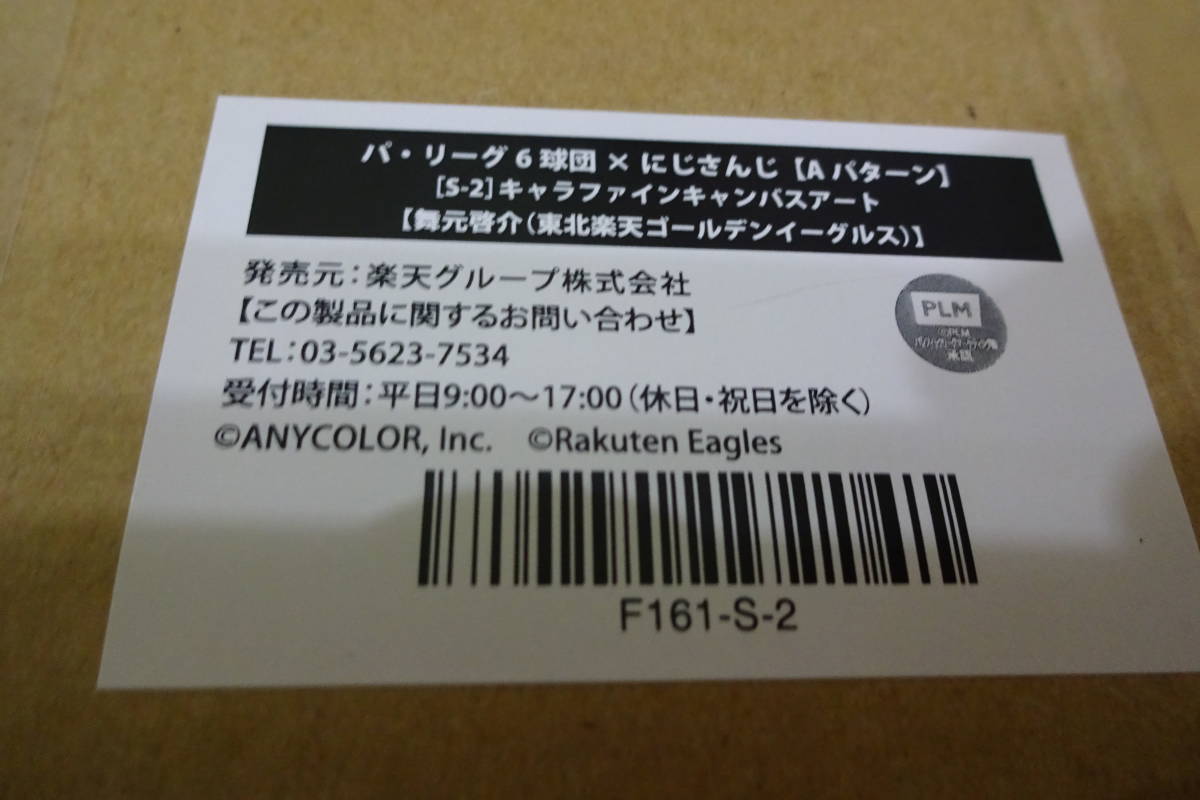 パ・リーグ6球団 × にじさんじ【Aパターン】
[S-2]キャラファインキャンバスアート
【舞元啓介(東北楽天ゴールデンイーグルス)】
発売元:楽天グループ株式会社
【この製品に関するお問い合わせ】
TEL:03-5623-7534
受付時間:平日9:00～17:00(休日・祝日を除く)
©ANYCOLOR, Inc. ©Rakuten Eagles
PLM
©PLM
承認
F161-S-2